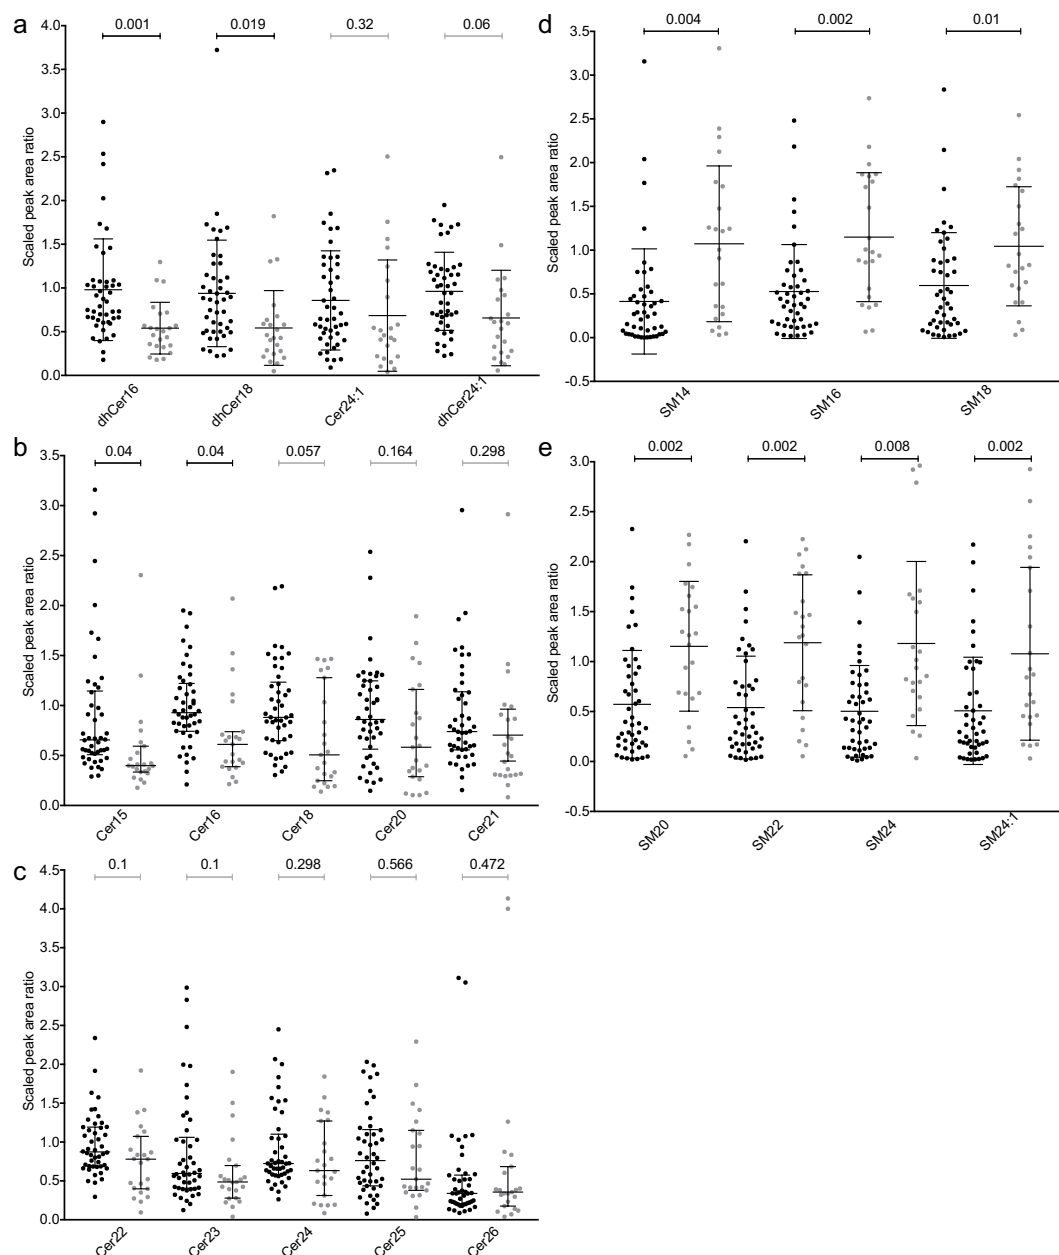 a
0.001 0.019 0.32 0.06
Scaled peak area ratio
4.0
3.5
3.0
2.5
2.0
1.5
1.0
0.5
0.0
dhCer16 dhCer18 Cer24:1 dhCer24:1
d
0.004 0.002 0.01
Scaled peak area ratio
3.5
3.0
2.5
2.0
1.5
1.0
0.5
0.0
-0.5
SM14 SM16 SM18
b
0.04 0.04 0.057 0.164 0.298
Scaled peak area ratio
3.5
3.0
2.5
2.0
1.5
1.0
0.5
0.0
Cer15 Cer16 Cer18 Cer20 Cer21
e
0.002 0.002 0.008 0.002
Scaled peak area ratio
3.0
2.5
2.0
1.5
1.0
0.5
0.0
-0.5
SM20 SM22 SM24 SM24:1
c
0.1 0.1 0.298 0.566 0.472
Scaled peak area ratio
4.5
4.0
3.5
3.0
2.5
2.0
1.5
1.0
0.5
0.0
Cer22 Cer23 Cer24 Cer25 Cer26